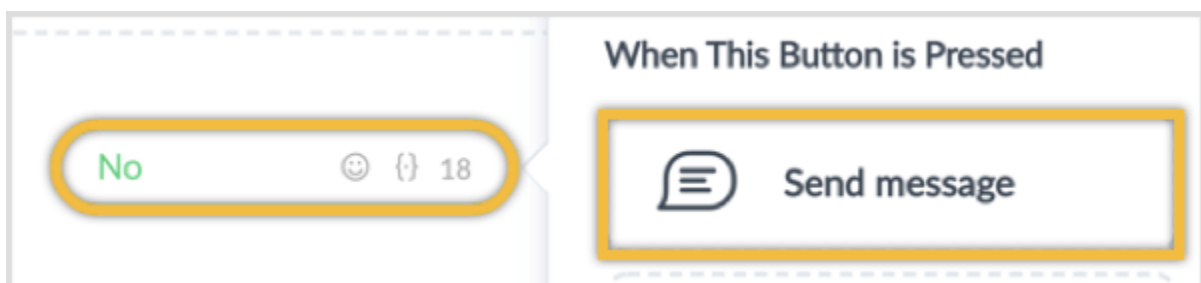 When This Button is Pressed
No {·} 18
Send message